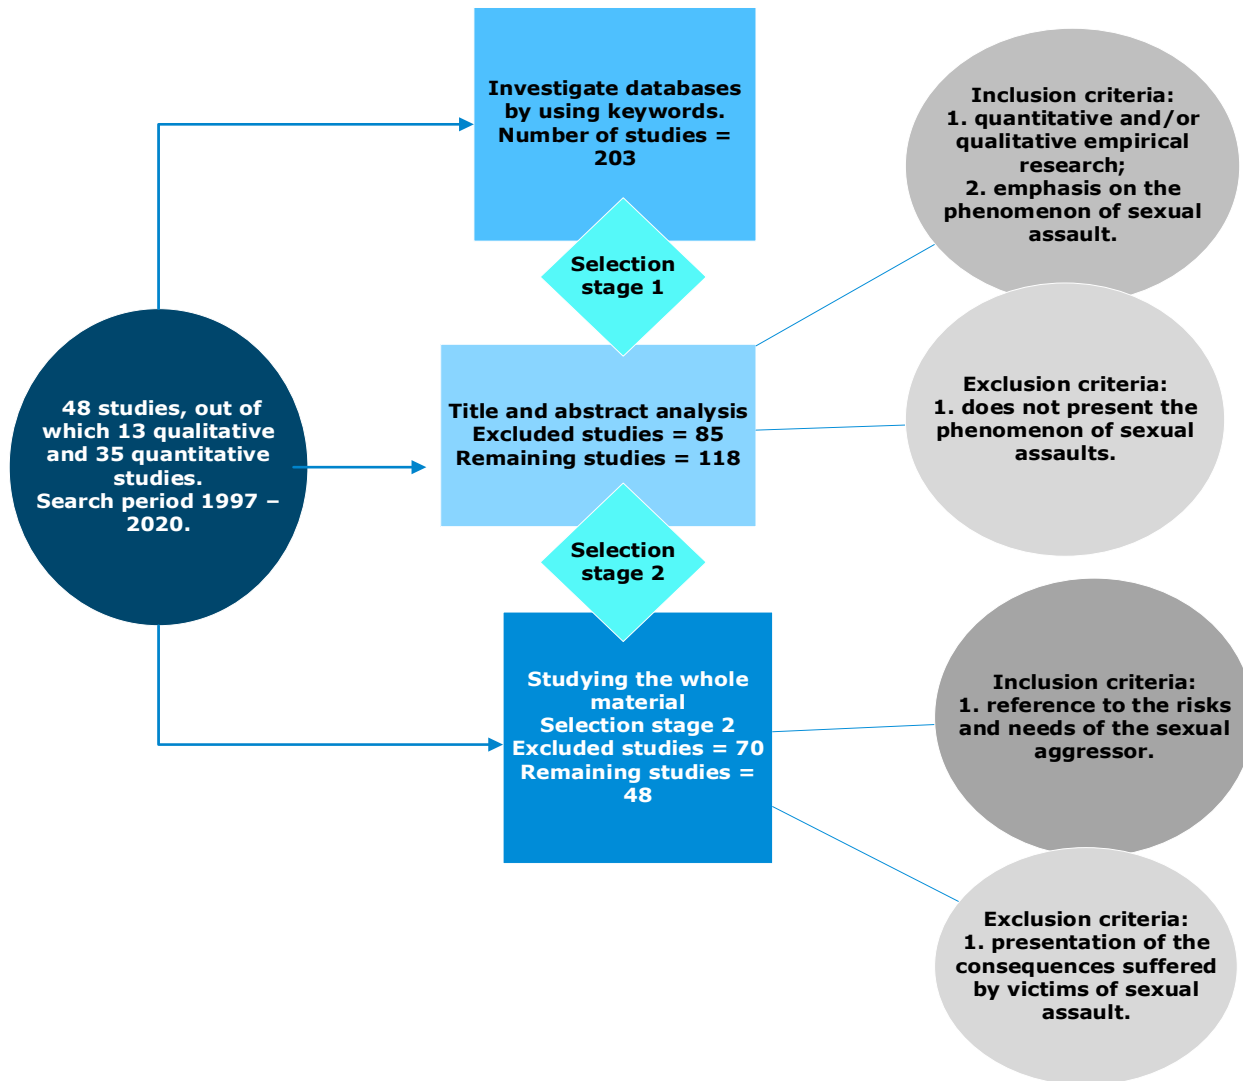 Investigate databases
by using keywords.
Number of studies =
203
Selection
stage 1
Title and abstract analysis
Excluded studies = 85
Remaining studies = 118
Selection
stage 2
Studying the whole
material
Selection stage 2
Excluded studies = 70
Remaining studies =
48
48 studies, out of
which 13 qualitative
and 35 quantitative
studies.
Search period 1997 –
2020.
Inclusion criteria:
1. quantitative and/or
qualitative empirical
research;
2. emphasis on the
phenomenon of sexual
assault.
Exclusion criteria:
1. does not present the
phenomenon of sexual
assaults.
Inclusion criteria:
1. reference to the risks
and needs of the sexual
aggressor.
Exclusion criteria:
1. presentation of the
consequences suffered
by victims of sexual
assault.